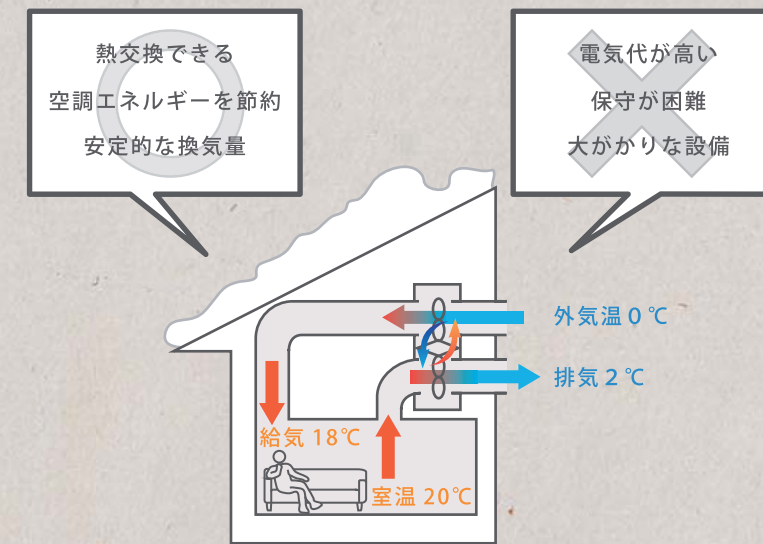 熱交換できる
空調エネルギーを節約
安定的な換気量
電気代が高い
保守が困難
大がかりな設備
外気温0℃
排気2℃
給気 18℃
室温 20℃